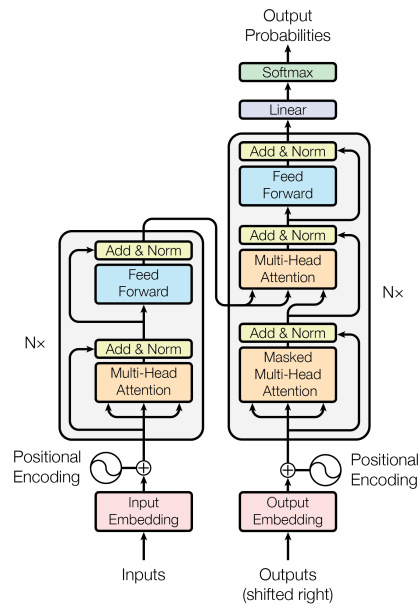 Output
Probabilities
Softmax
Linear
Add & Norm
Feed
Forward
Add & Norm
Multi-Head
Attention
Add & Norm
Masked
Multi-Head
Attention
N×
Add & Norm
Feed
Forward
Add & Norm
Multi-Head
Attention
N×
Positional
Encoding
Positional
Encoding
Input
Embedding
Output
Embedding
Inputs
Outputs
(shifted right)